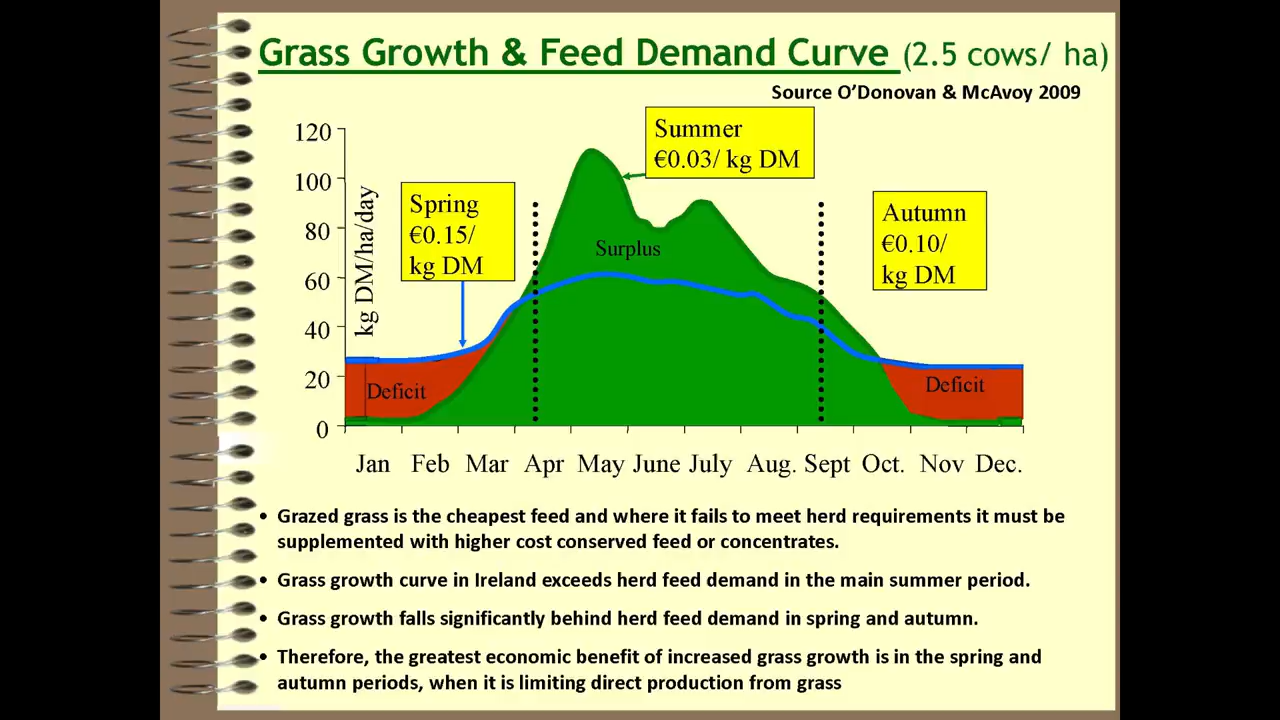 Grass Growth & Feed Demand Curve (2.5 cows/ ha)
Source O’Donovan & McAvoy 2009
120
100
80
60
40
20
0
kg DM/ha/day
Spring
€0.15/
kg DM
Summer
€0.03/ kg DM
Autumn
€0.10/
kg DM
Surplus
Deficit
Deficit
Jan Feb Mar Apr May June July Aug. Sept Oct. Nov Dec.
• Grazed grass is the cheapest feed and where it fails to meet herd requirements it must be
supplemented with higher cost conserved feed or concentrates.
• Grass growth curve in Ireland exceeds herd feed demand in the main summer period.
• Grass growth falls significantly behind herd feed demand in spring and autumn.
• Therefore, the greatest economic benefit of increased grass growth is in the spring and
autumn periods, when it is limiting direct production from grass